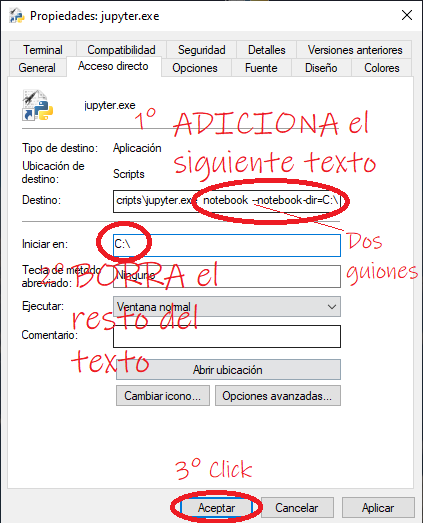 Propiedades: jupyter.exe
Terminal Compatibilidad Seguridad Detalles Versiones anteriores
General Acceso directo Opciones Fuente Diseño Colores
jupyter.exe
1º ADICIONA el
siguiente texto
Tipo de destino: Aplicación
Ubicación de
destino: Scripts
Destino: cripts\jupyter.exe notebook --notebook-dir=C:\
Dos
guiones
Iniciar en: C:\
2º BORRA el
resto del
texto
Tecla de método
abreviado: Ninguno
Ejecutar: Ventana normal
Comentario:
Abrir ubicación
Cambiar icono... Opciones avanzadas...
3º Click
Aceptar Cancelar Aplicar